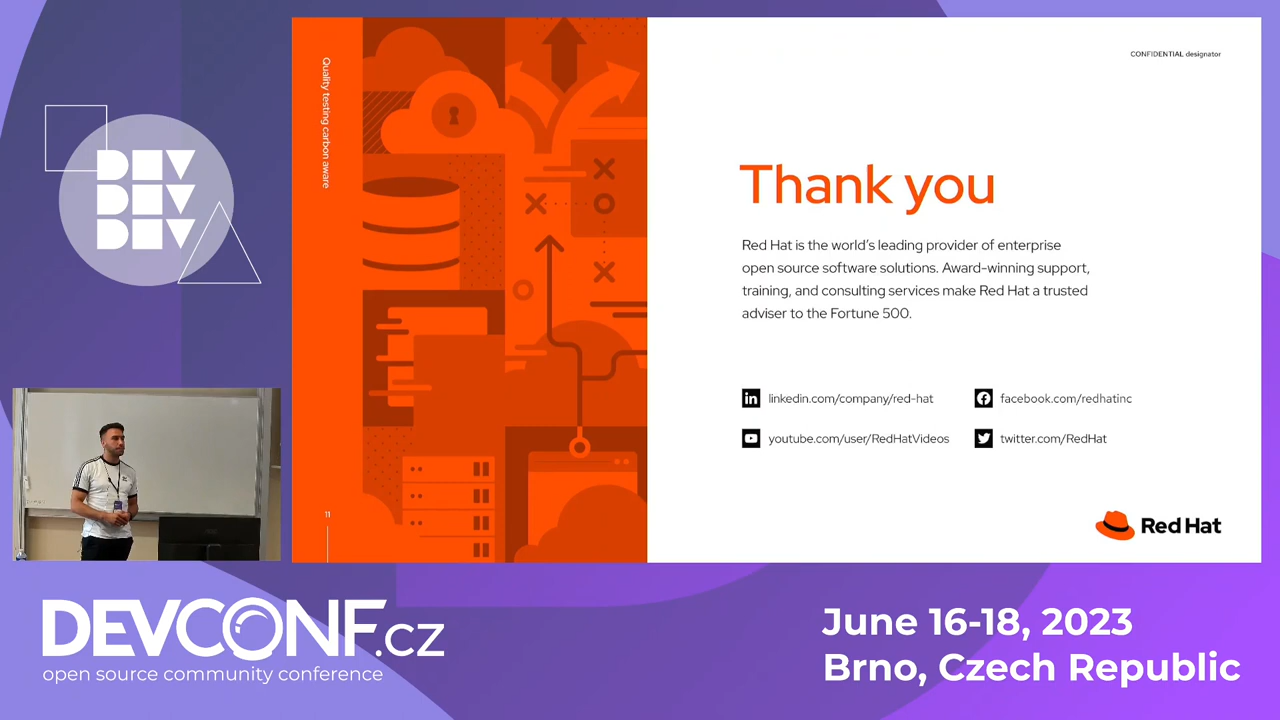 DEV
DEV
DEV
Quality testing carbon aware
11
CONFIDENTIAL designator
Thank you
Red Hat is the world's leading provider of enterprise
open source software solutions. Award-winning support,
training, and consulting services make Red Hat a trusted
adviser to the Fortune 500.
linkedin.com/company/red-hat
facebook.com/redhatinc
youtube.com/user/RedHatVideos
twitter.com/RedHat
Red Hat
DEVCONF.cz
open source community conference
June 16-18, 2023
Brno, Czech Republic